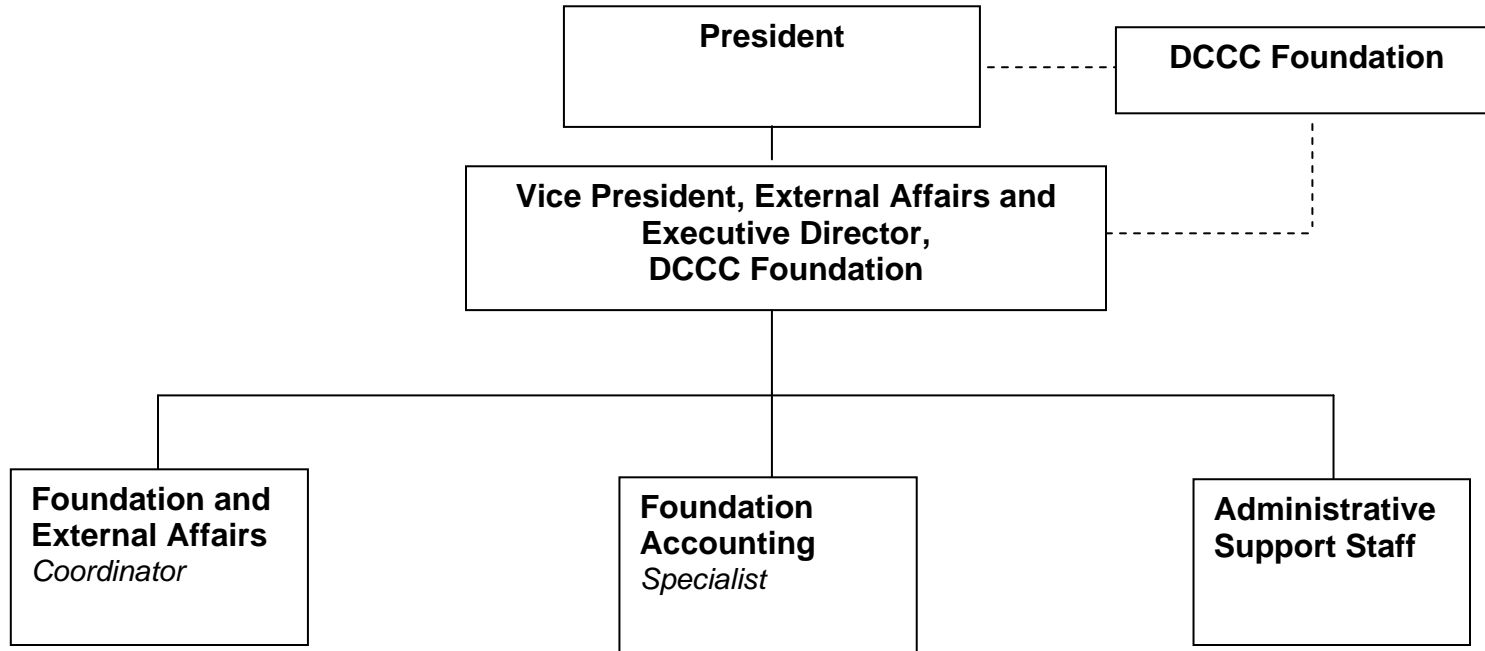 President
DCCC Foundation
Vice President, External Affairs and
Executive Director,
DCCC Foundation
Foundation and
External Affairs
Coordinator
Foundation
Accounting
Specialist
Administrative
Support Staff